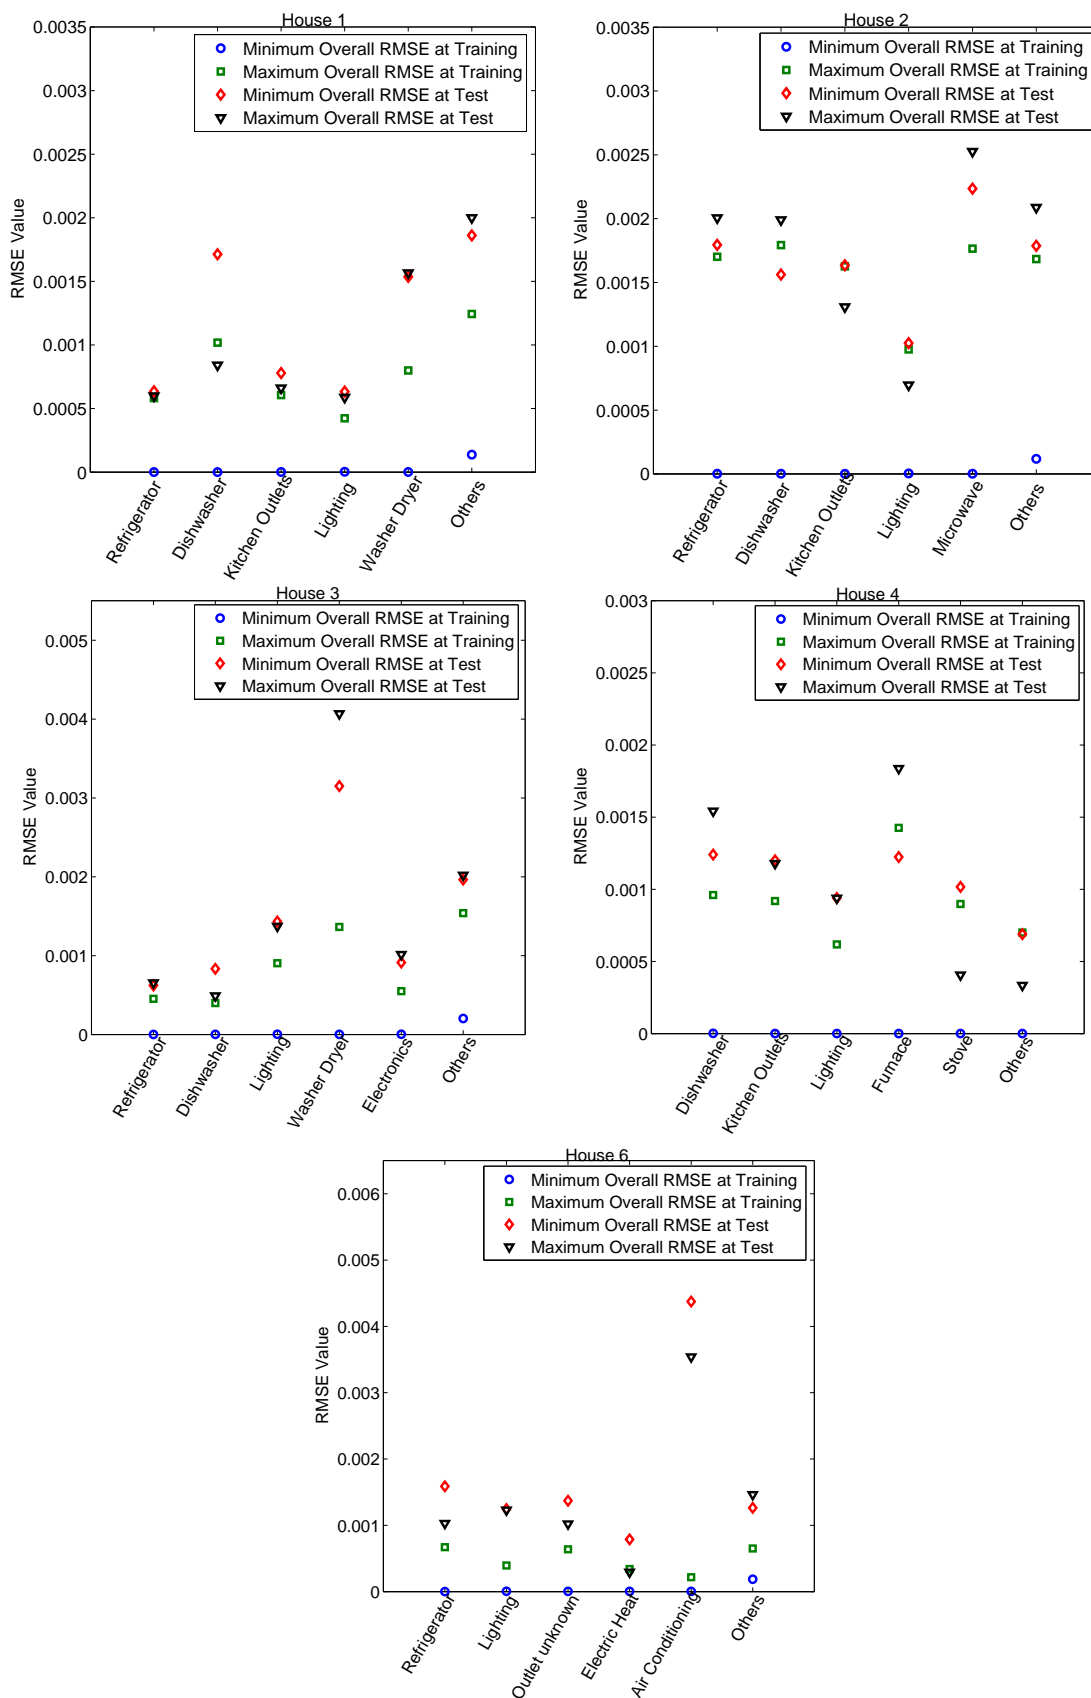 House 1
Minimum Overall RMSE at Training
Maximum Overall RMSE at Training
Minimum Overall RMSE at Test
Maximum Overall RMSE at Test
RMSE Value
0.0035
0.003
0.0025
0.002
0.0015
0.001
0.0005
0
Refrigerator
Dishwasher
Kitchen Outlets
Lighting
Washer Dryer
Others
House 2
Minimum Overall RMSE at Training
Maximum Overall RMSE at Training
Minimum Overall RMSE at Test
Maximum Overall RMSE at Test
RMSE Value
0.0035
0.003
0.0025
0.002
0.0015
0.001
0.0005
0
Refrigerator
Dishwasher
Kitchen Outlets
Lighting
Microwave
Others
House 3
Minimum Overall RMSE at Training
Maximum Overall RMSE at Training
Minimum Overall RMSE at Test
Maximum Overall RMSE at Test
RMSE Value
0.005
0.004
0.003
0.002
0.001
0
Refrigerator
Dishwasher
Lighting
Washer Dryer
Electronics
Others
House 4
Minimum Overall RMSE at Training
Maximum Overall RMSE at Training
Minimum Overall RMSE at Test
Maximum Overall RMSE at Test
RMSE Value
0.003
0.0025
0.002
0.0015
0.001
0.0005
0
Dishwasher
Kitchen Outlets
Lighting
Furnace
Stove
Others
House 6
Minimum Overall RMSE at Training
Maximum Overall RMSE at Training
Minimum Overall RMSE at Test
Maximum Overall RMSE at Test
RMSE Value
0.006
0.005
0.004
0.003
0.002
0.001
0
Refrigerator
Lighting
Outlet unknown
Electric Heat
Air Conditioning
Others